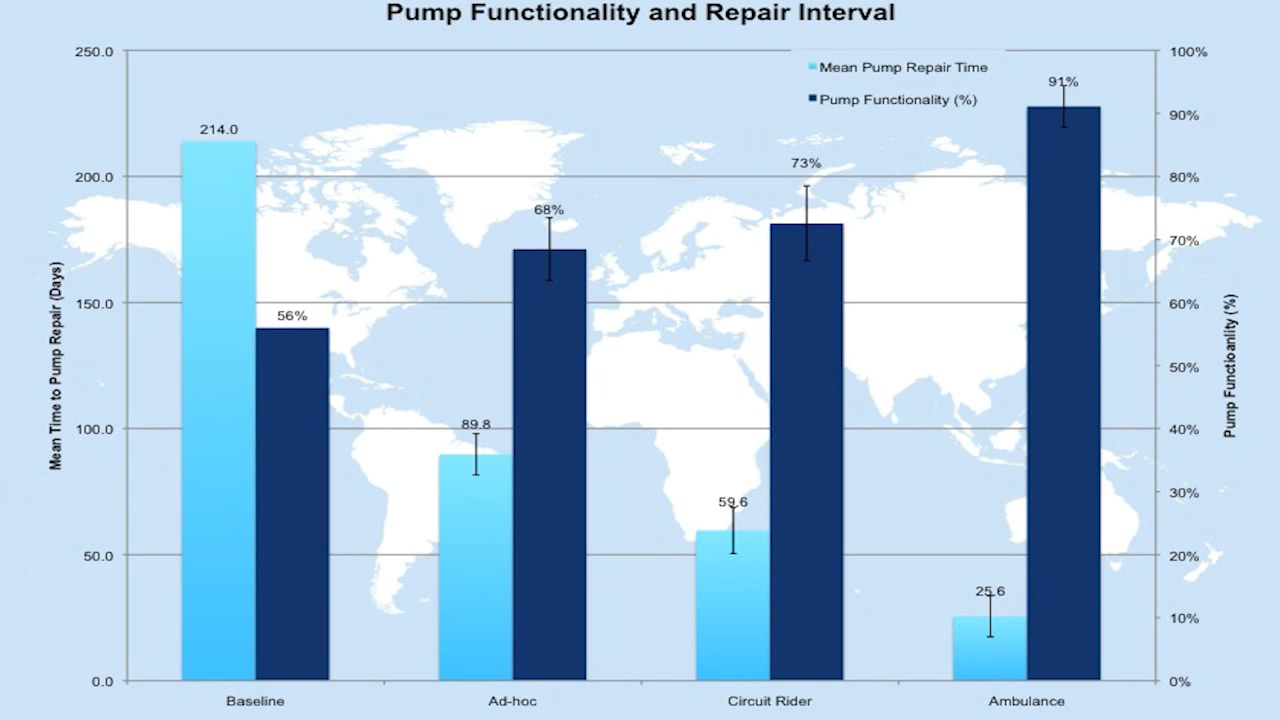 Pump Functionality and Repair Interval
Mean Pump Repair Time
Pump Functionality (%)
Mean Time to Pump Repair (Days)
250.0
200.0
150.0
100.0
50.0
0.0
214.0
56%
89.8
68%
59.6
73%
25.6
91%
100%
90%
80%
70%
60%
50%
40%
30%
20%
10%
0%
Pump Functioanlity (%)
Baseline
Ad-hoc
Circuit Rider
Ambulance